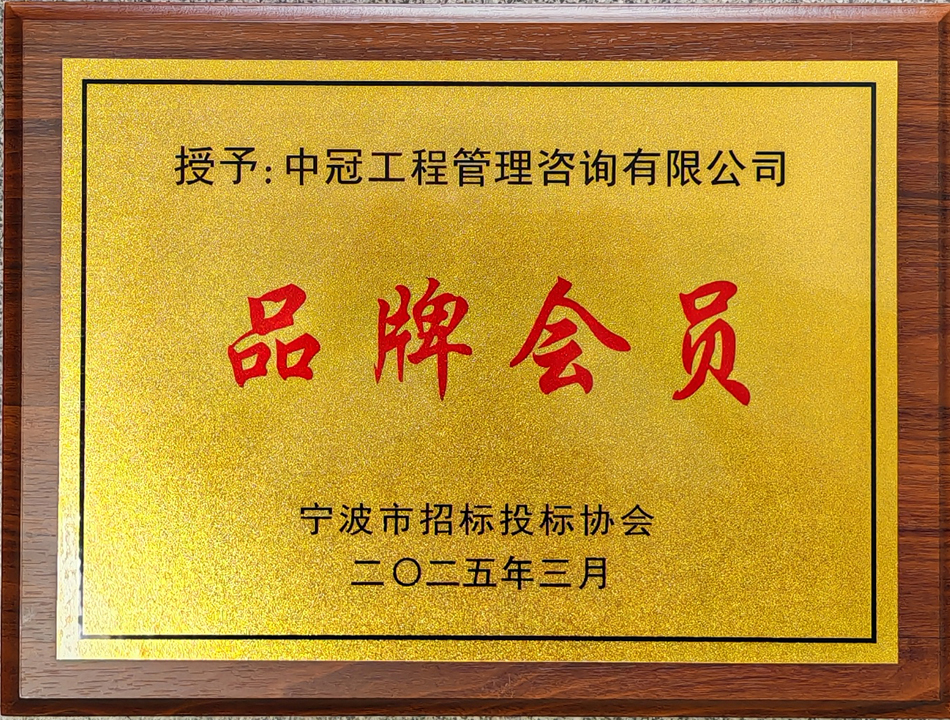 授予:中冠工程管理咨询有限公司
品牌会员
宁波市招标投标协会
二〇二五年三月